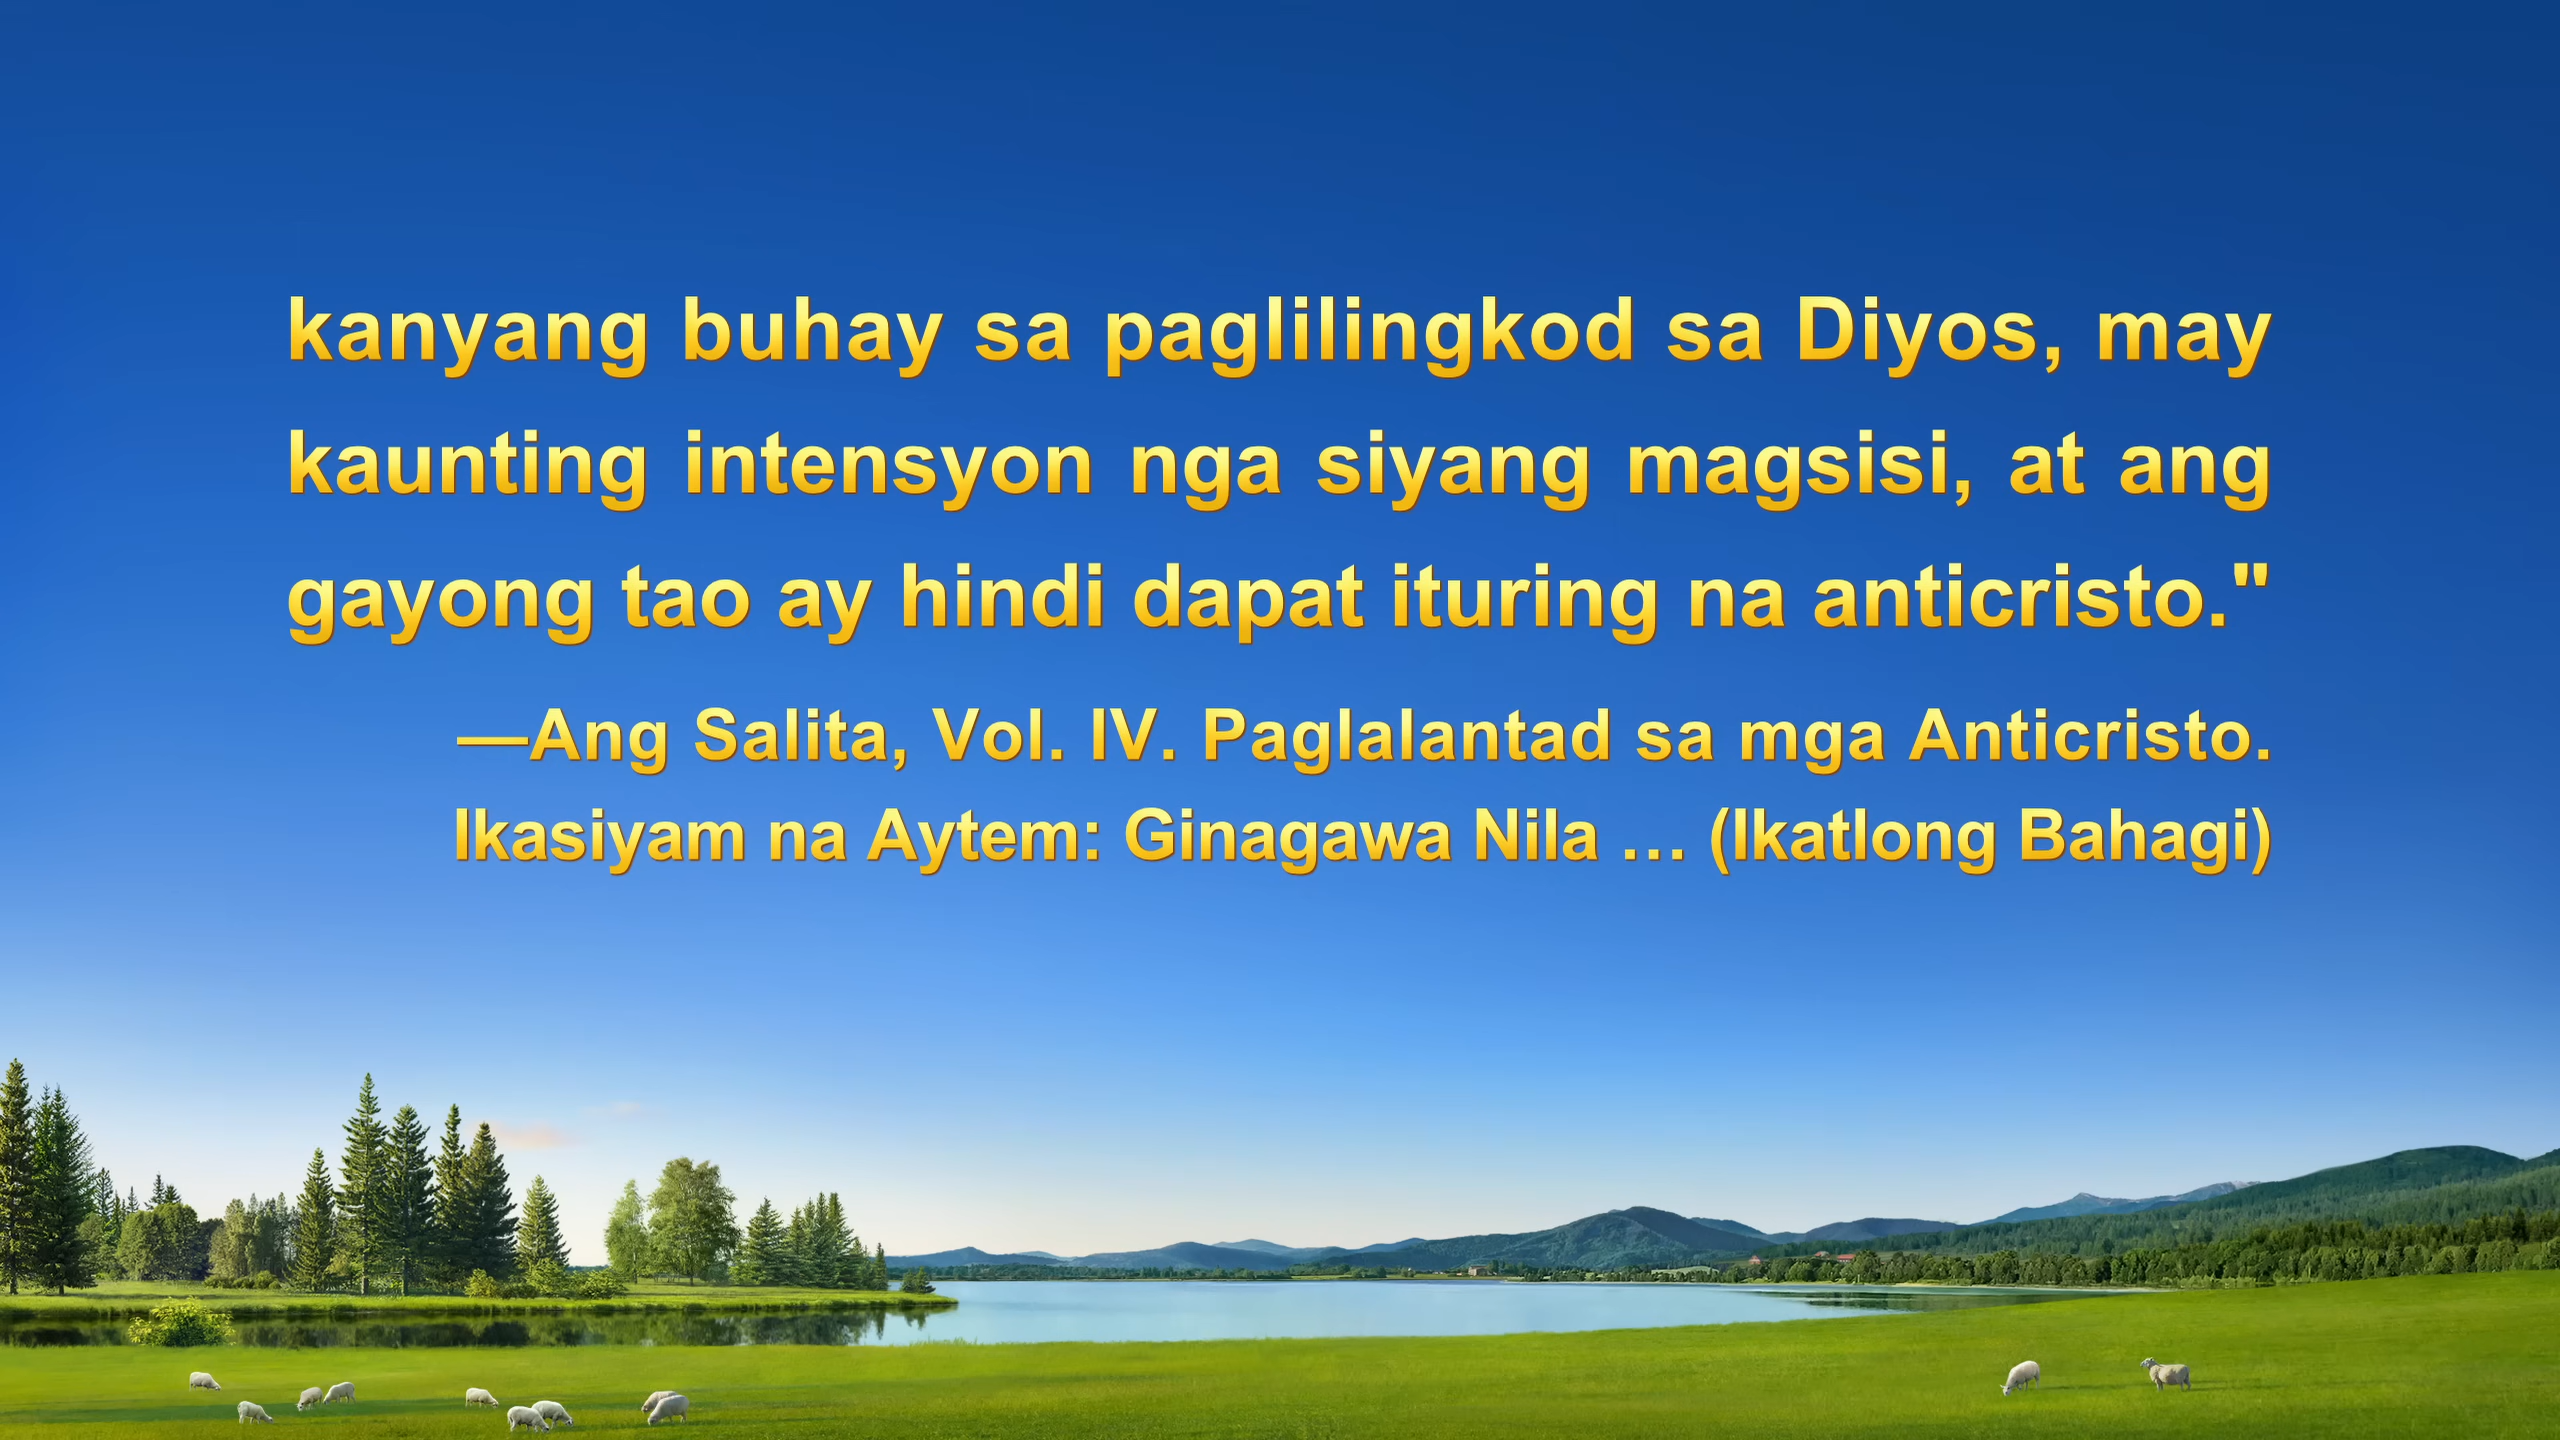 kanyang buhay sa paglilingkod sa Diyos, may
kaunting intensyon nga siyang magsisi, at ang
gayong tao ay hindi dapat ituring na anticristo."
—Ang Salita, Vol. IV. Paglalantad sa mga Anticristo.
Ikasiyam na Aytem: Ginagawa Nila … (Ikatlong Bahagi)